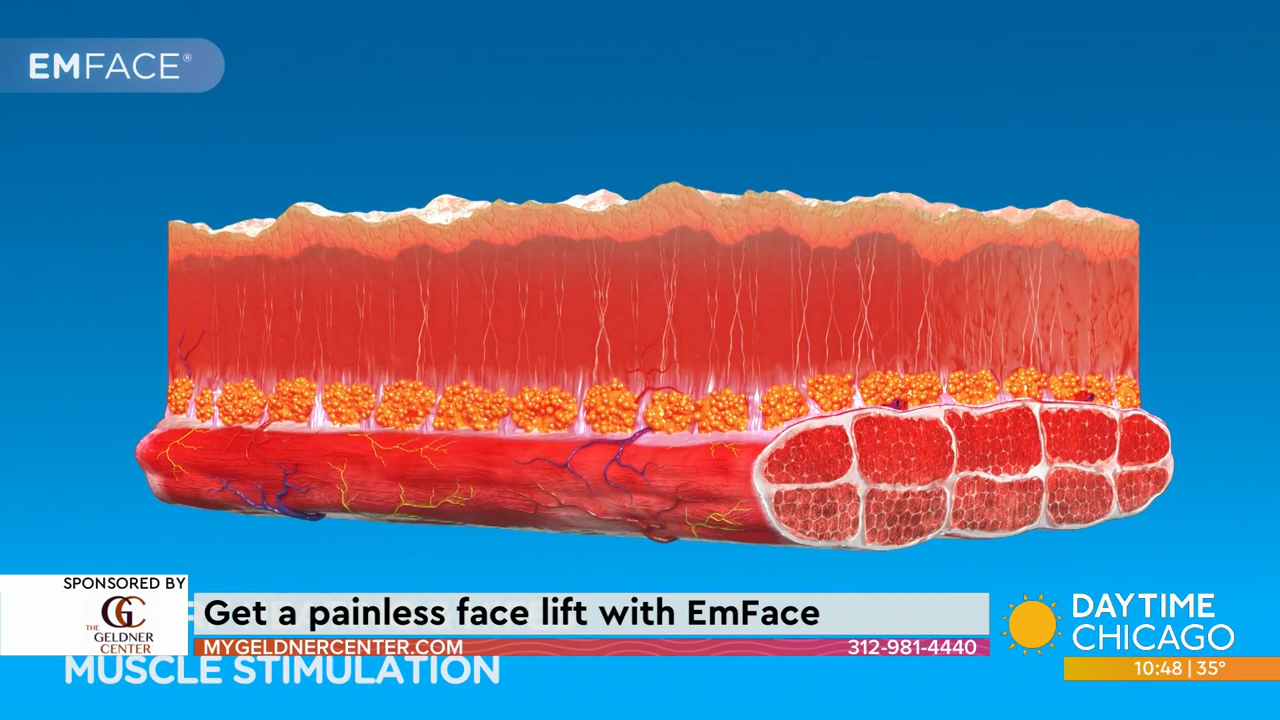 EMFACE®
SPONSORED BY
GC
THE
GELDNER
CENTER
Get a painless face lift with EmFace
MYGELDNERCENTER.COM
312-981-4440
MUSCLE STIMULATION
DAYTIME
CHICAGO
10:48 | 35°